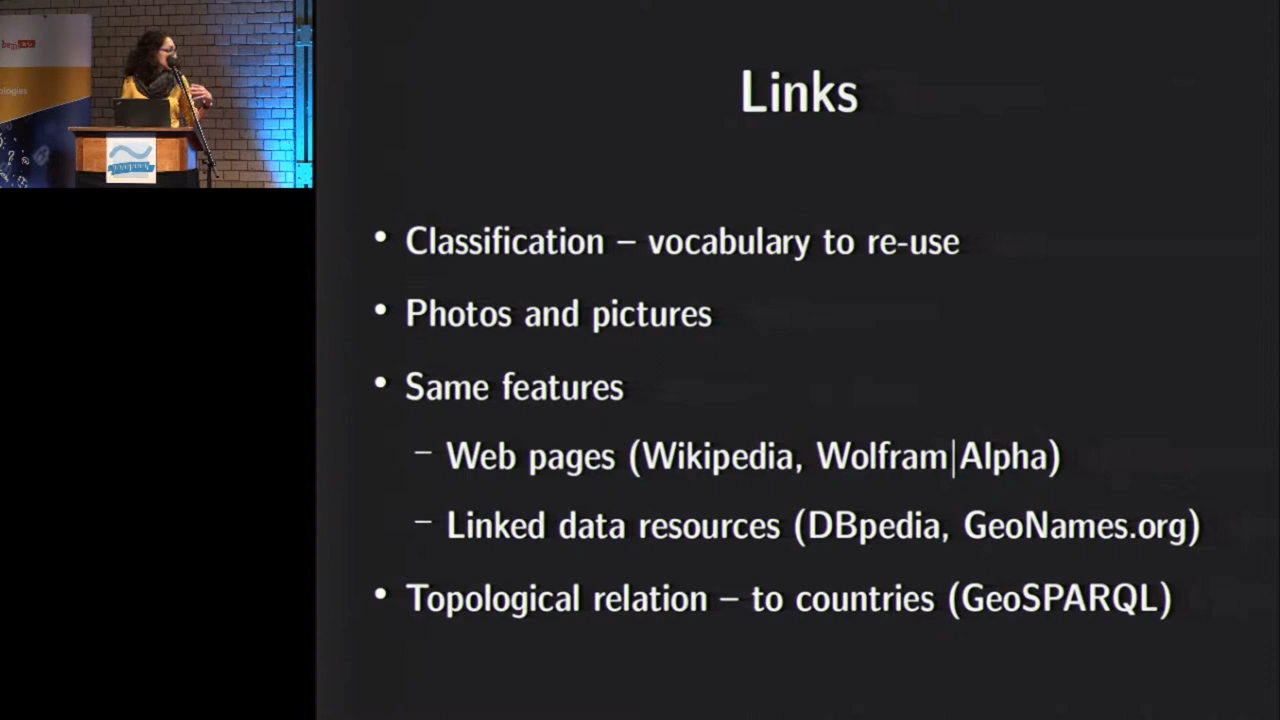 Links
• Classification – vocabulary to re-use
• Photos and pictures
• Same features
– Web pages (Wikipedia, Wolfram|Alpha)
– Linked data resources (DBpedia, GeoNames.org)
• Topological relation – to countries (GeoSPARQL)